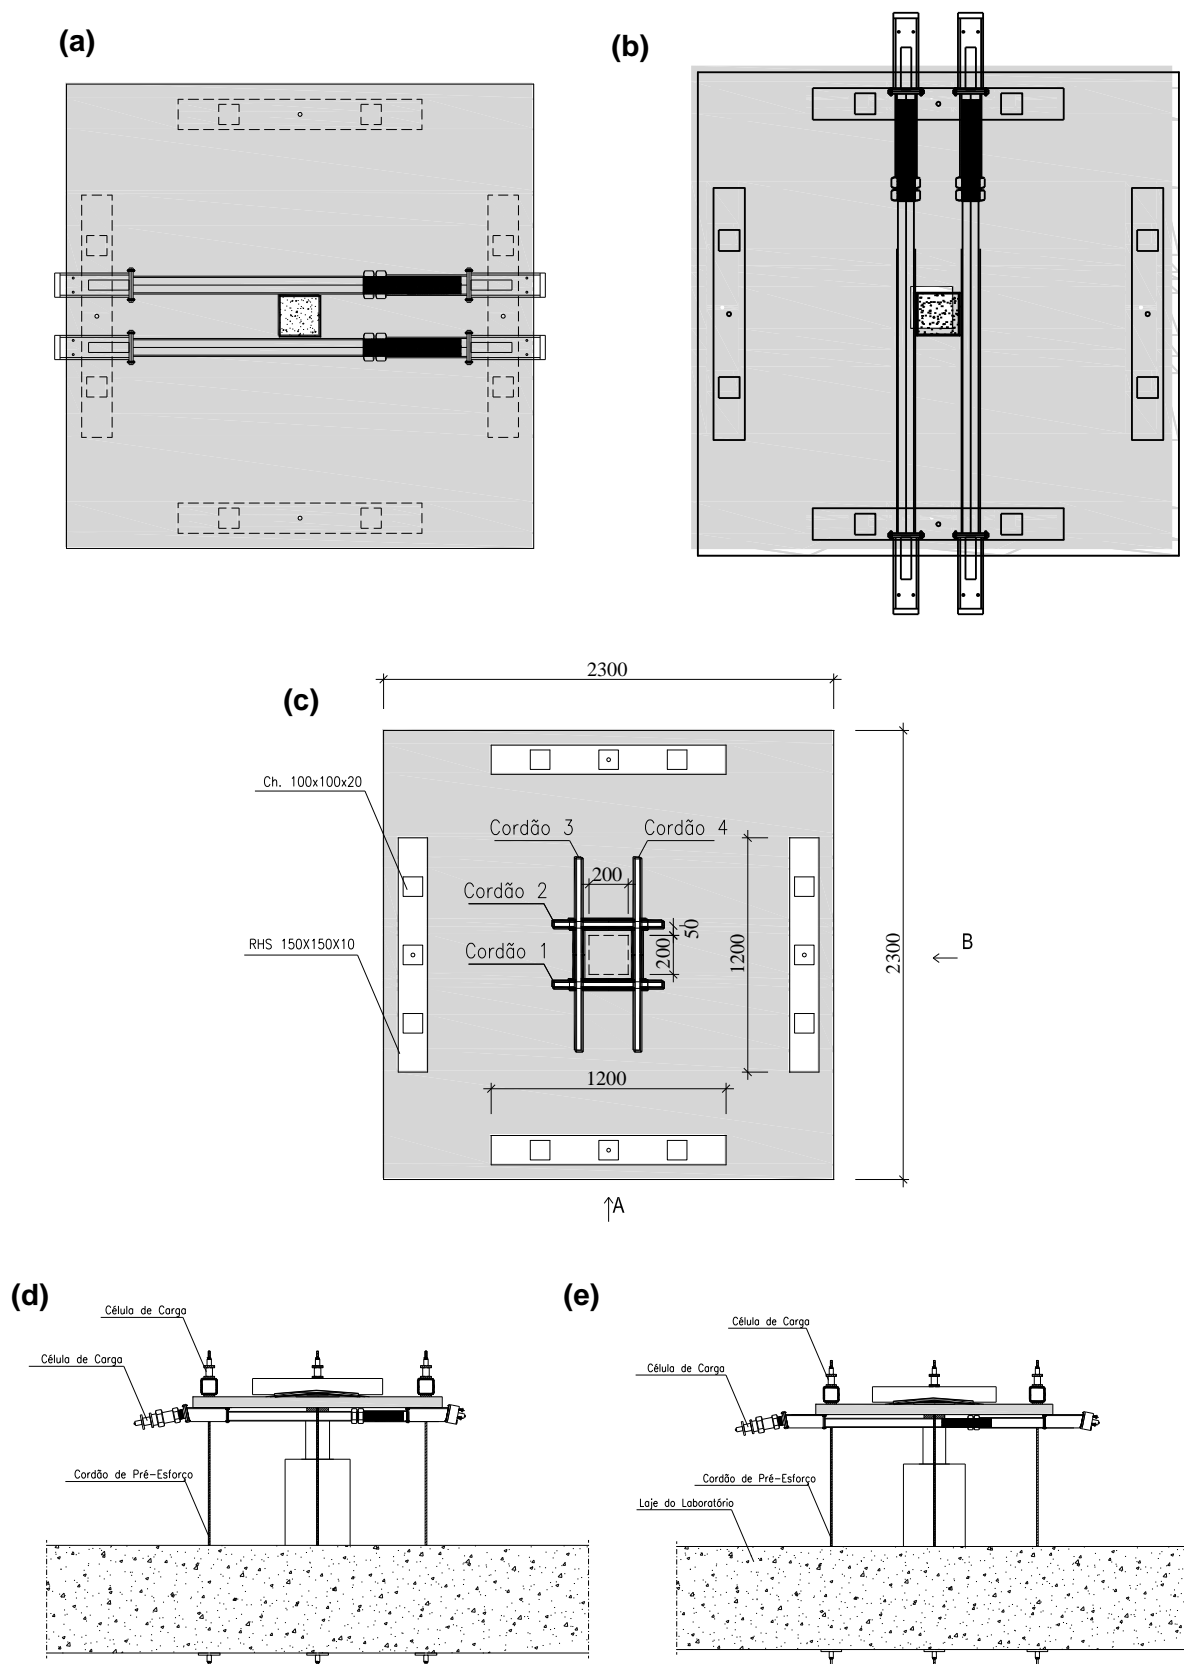 (a)
(b)
(c)
2300
Ch. 100x100x20
Cordão 3
Cordão 4
200
Cordão 2
50
RHS 150X150X10
Cordão 1
200
1200
2300
B
1200
A
(d)
(e)
Célula de Carga
Célula de Carga
Cordão de Pré-Esforço
Célula de Carga
Célula de Carga
Cordão de Pré-Esforço
Laje do Laboratório